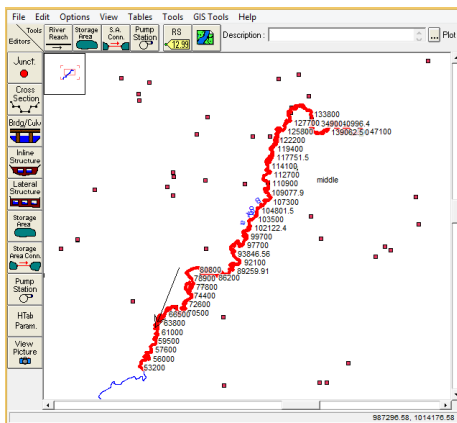 File Edit Options View Tables Tools GIS Tools Help
Tools
Editors
River Reach
Storage Area
S.A. Conn.
Pump Station
RS
12.99
Description :
...
Plot
Junct.
Cross Section
Brdg/Culv
Inline Structure
Lateral Structure
Storage Area
Storage Area Conn.
Pump Station
HTab Param.
View Picture
133800
127700
125800
122200
119400
117751.5
114100
112700
110900
109077.9
107300
104801.5
103500
102122.4
99700
97700
93846.56
92100
89259.91
middle
80800
77800
74400
72600
63800
61000
59500
57600
56000
53200
987296.58, 1014176.58